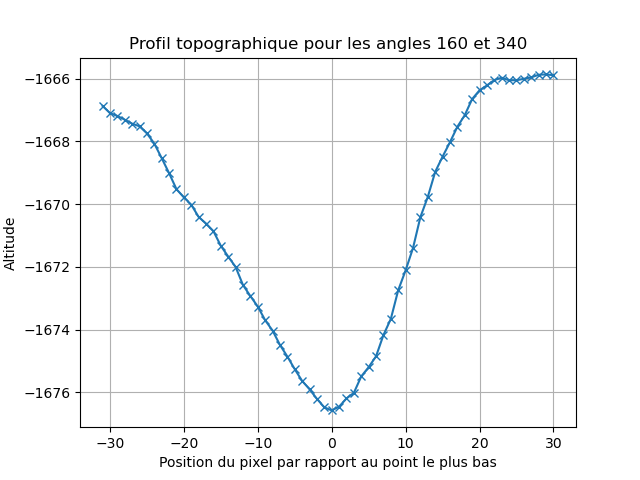 Profil topographique pour les angles 160 et 340
−1666
−1668
−1670
−1672
−1674
−1676
Altitude
−30 −20 −10 0 10 20 30
Position du pixel par rapport au point le plus bas